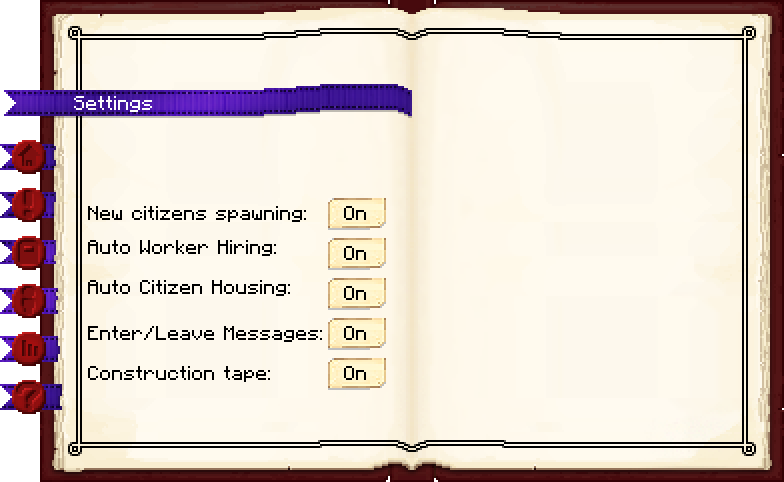 Settings
New citizens spawning: On
Auto Worker Hiring: On
Auto Citizen Housing: On
Enter/Leave Messages: On
Construction tape: On